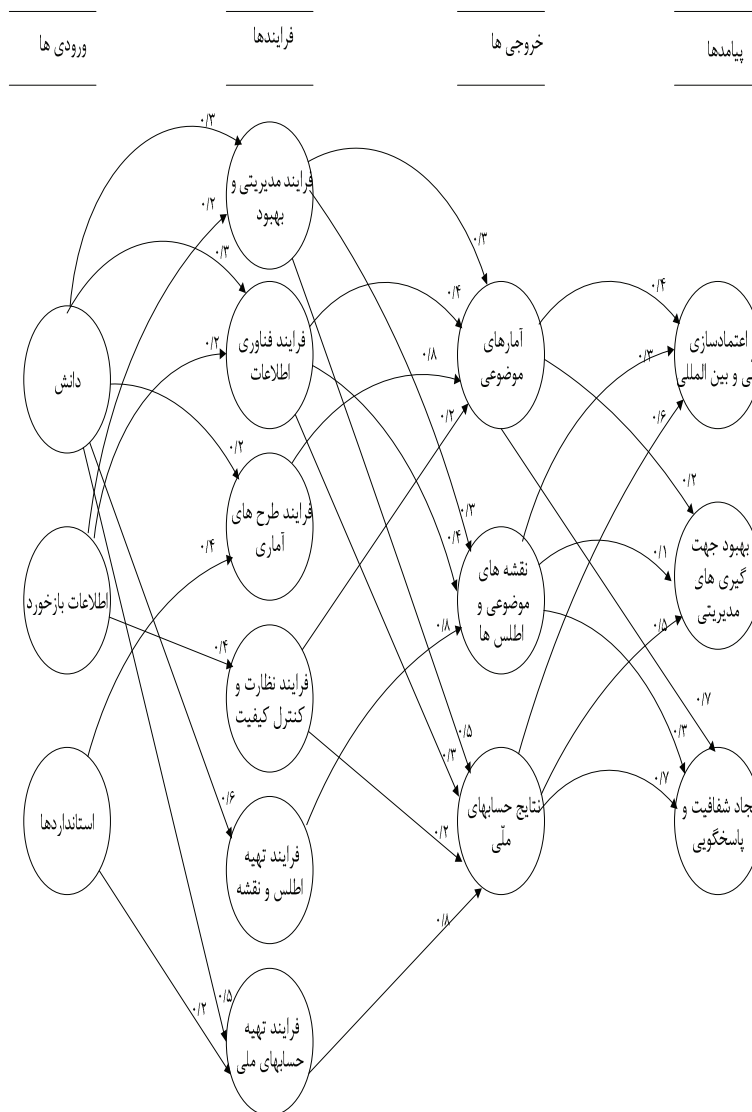 ورودی ها
فرایندها
خروجی ها
پیامدها
دانش
اطلاعات بازخورد
استانداردها
۰/۳
۰/۲
۰/۳
۰/۲
۰/۲
۰/۴
۰/۴
۰/۶
۰/۵
۰/۲
فرایند مدیریتی و
بهبود
فرایند فناوری
اطلاعات
فرایند طرح های
آماری
فرایند نظارت و
کنترل کیفیت
فرایند تهیه
اطلس و نقشه
فرایند تهیه
حسابهای ملی
۰/۳
۰/۴
۰/۸
۰/۲
۰/۳
۰/۴
۰/۸
۰/۵
۰/۳
۰/۲
۰/۸
آمارهای
موضوعی
نقشه های
موضوعی و
اطلس ها
نتایج حسابهای
ملّی
۰/۴
۰/۳
۰/۶
۰/۲
۰/۱
۰/۵
۰/۷
۰/۳
۰/۷
اعتمادسازی
ی و بین المللی
بهبود جهت
گیری های
مدیریتی
جاد شفافیت و
پاسخگویی